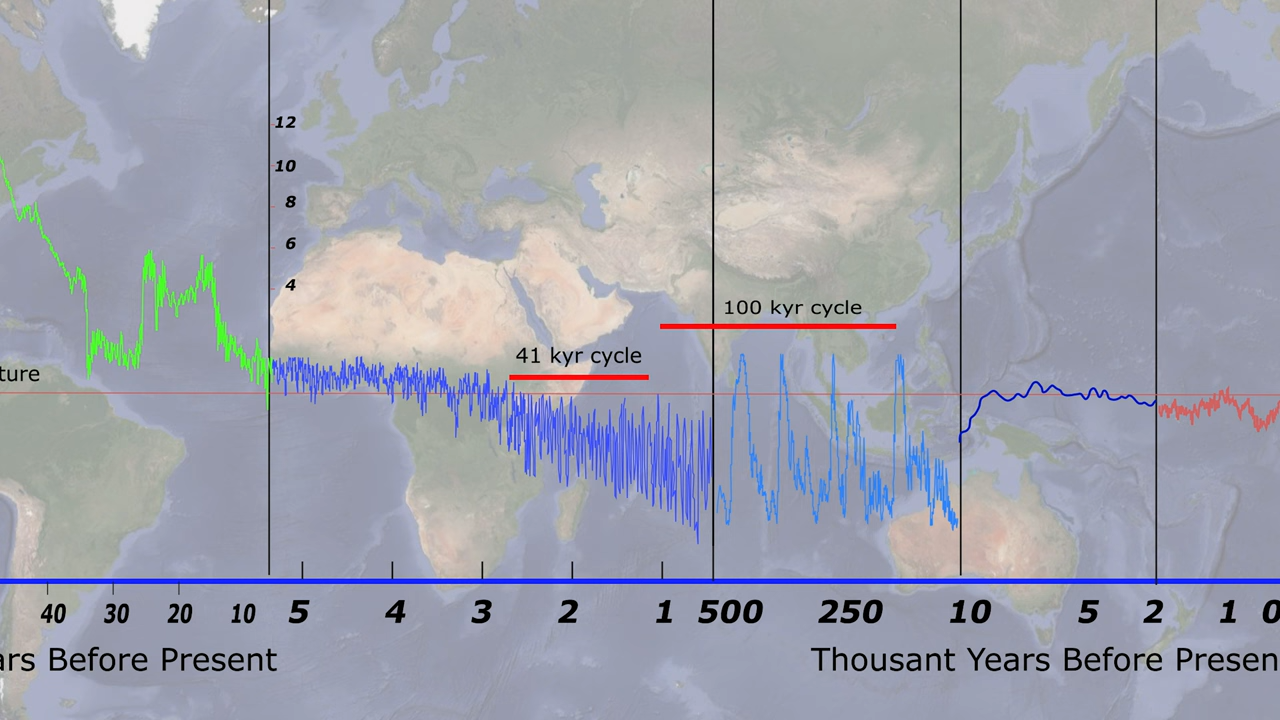 12
10
8
6
4
100 kyr cycle
41 kyr cycle
ture
40 30 20 10 5 4 3 2 1 500 250 10 5 2 1 0
ars Before Present
Thousant Years Before Presen